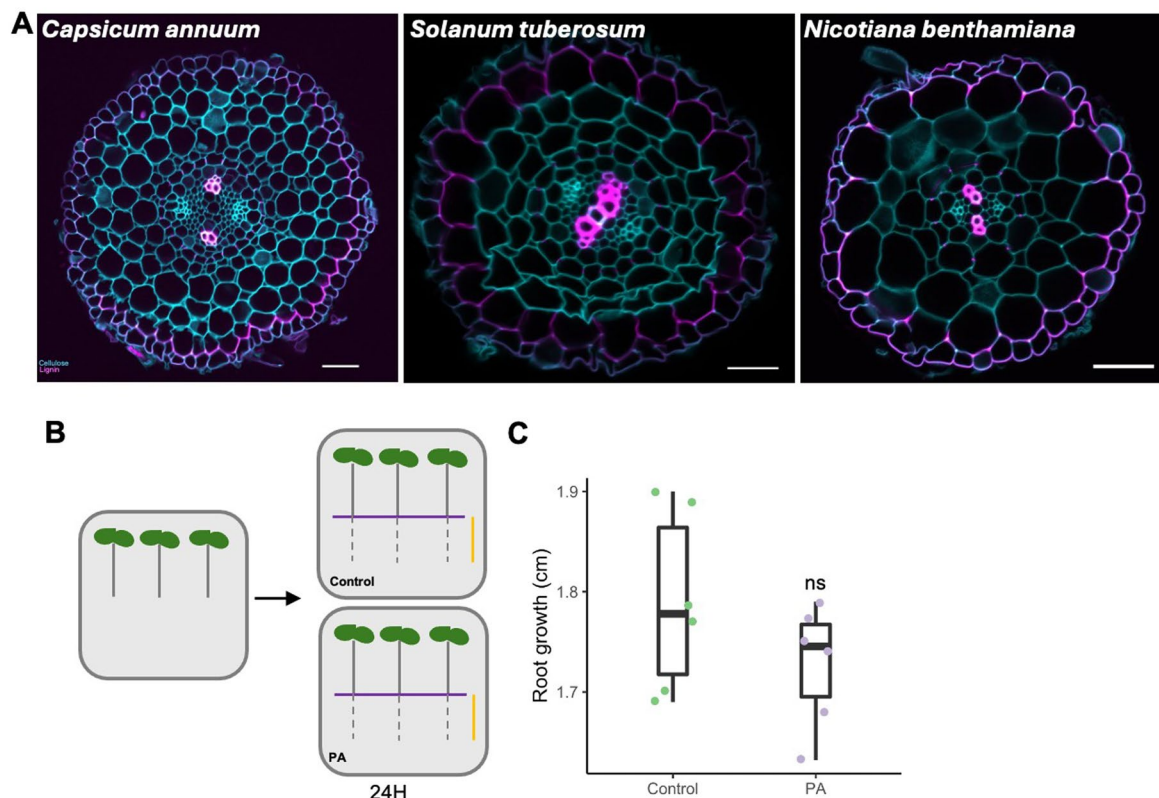 A
Capsicum annuum
Solanum tuberosum
Nicotiana benthamiana
Cellulose
Lignin
B
Control
PA
24H
C
Root growth (cm)
1.9
1.8
1.7
ns
Control
PA